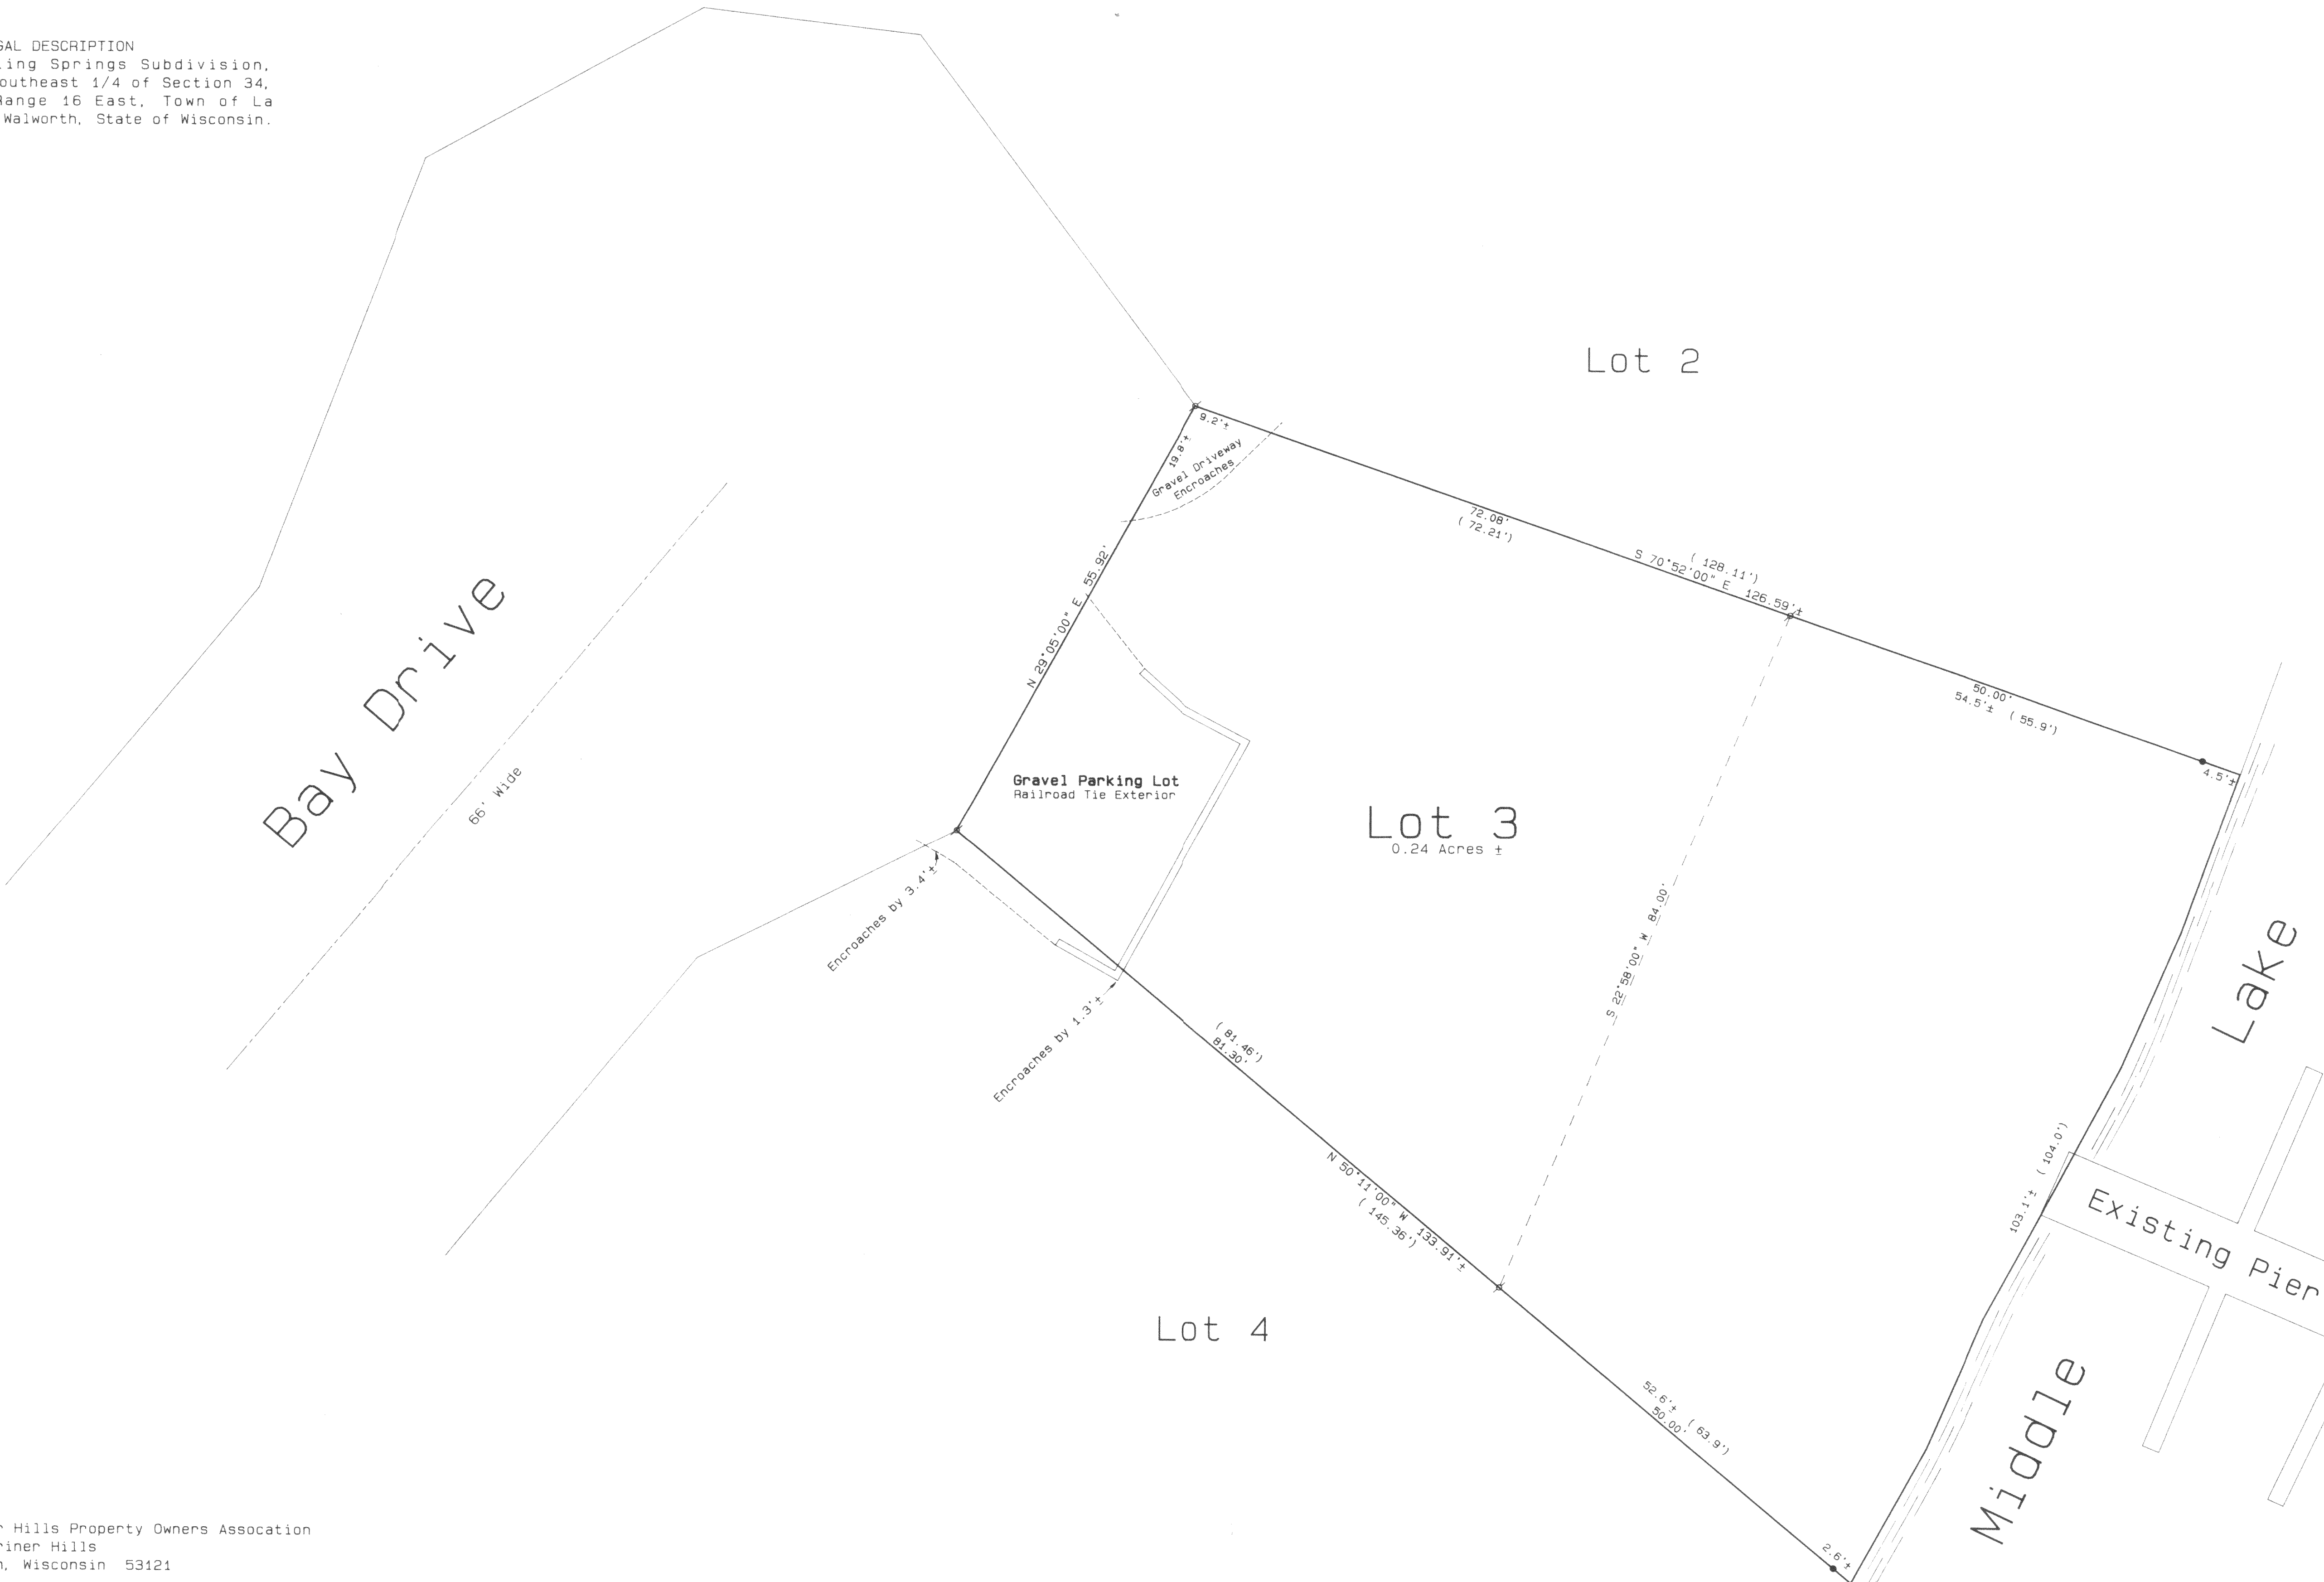 GAL DESCRIPTION
ing Springs Subdivision,
outheast 1/4 of Section 34,
Range 16 East, Town of La
Walworth, State of Wisconsin.
Lot 2
9.2'±
19.8'±
Gravel Driveway
Encroaches
72.08'
( 72.21')
( 128.11')
S 70°52'00" E 126.59'±
N 29°05'00" E 55.92'
50.00'
54.5'± ( 55.9')
4.5'±
Bay Drive
66' Wide
Gravel Parking Lot
Railroad Tie Exterior
Lot 3
0.24 Acres ±
S 22°58'00" W 84.00'
Encroaches by 3.4'±
Encroaches by 1.3'±
( 81.46')
81.30'
N 50°11'00" W 133.91'±
( 145.36')
103.1'± ( 104.0')
Lake
Existing Pier
Middle
Lot 4
52.6'± ( 63.9')
50.00'
2.6'±
Hills Property Owners Assocation
riner Hills
, Wisconsin 53121